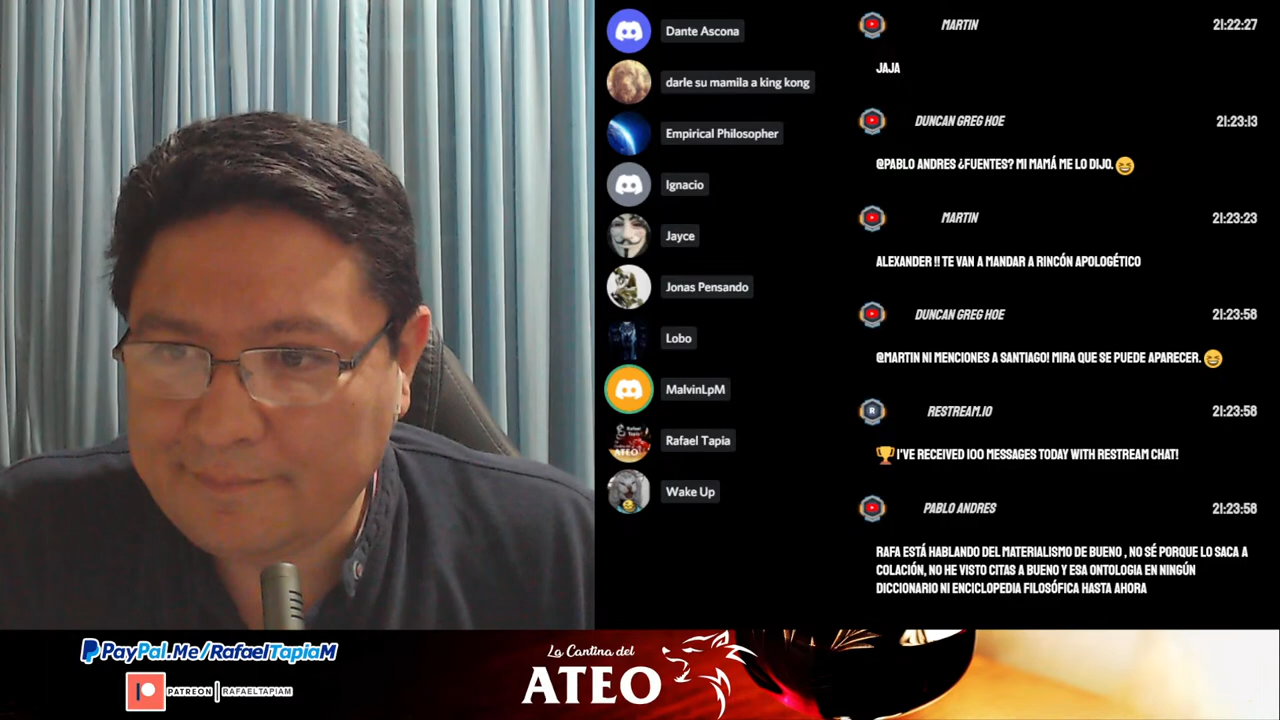 Dante Ascona
darle su mamila a king kong
Empirical Philosopher
Ignacio
Jayce
Jonas Pensando
Lobo
MalvinLpM
Rafael Tapia
Wake Up
MARTIN 21:22:27
JAJA
DUNCAN GREG HOE 21:23:13
@PABLO ANDRES ¿FUENTES? MI MAMÁ ME LO DIJO. 😆
MARTIN 21:23:23
ALEXANDER !! TE VAN A MANDAR A RINCÓN APOLOGÉTICO
DUNCAN GREG HOE 21:23:58
@MARTIN NI MENCIONES A SANTIAGO! MIRA QUE SE PUEDE APARECER. 😆
R RESTREAM.IO 21:23:58
🏆 I'VE RECEIVED 100 MESSAGES TODAY WITH RESTREAM CHAT!
PABLO ANDRES 21:23:58
RAFA ESTÁ HABLANDO DEL MATERIALISMO DE BUENO , NO SÉ PORQUE LO SACA A
COLACIÓN, NO HE VISTO CITAS A BUENO Y ESA ONTOLOGIA EN NINGÚN
DICCIONARIO NI ENCICLOPEDIA FILOSÓFICA HASTA AHORA
PayPal.Me/RafaelTapiaM
PATREON | RAFAELTAPIAM
La Cantina del
ATEO